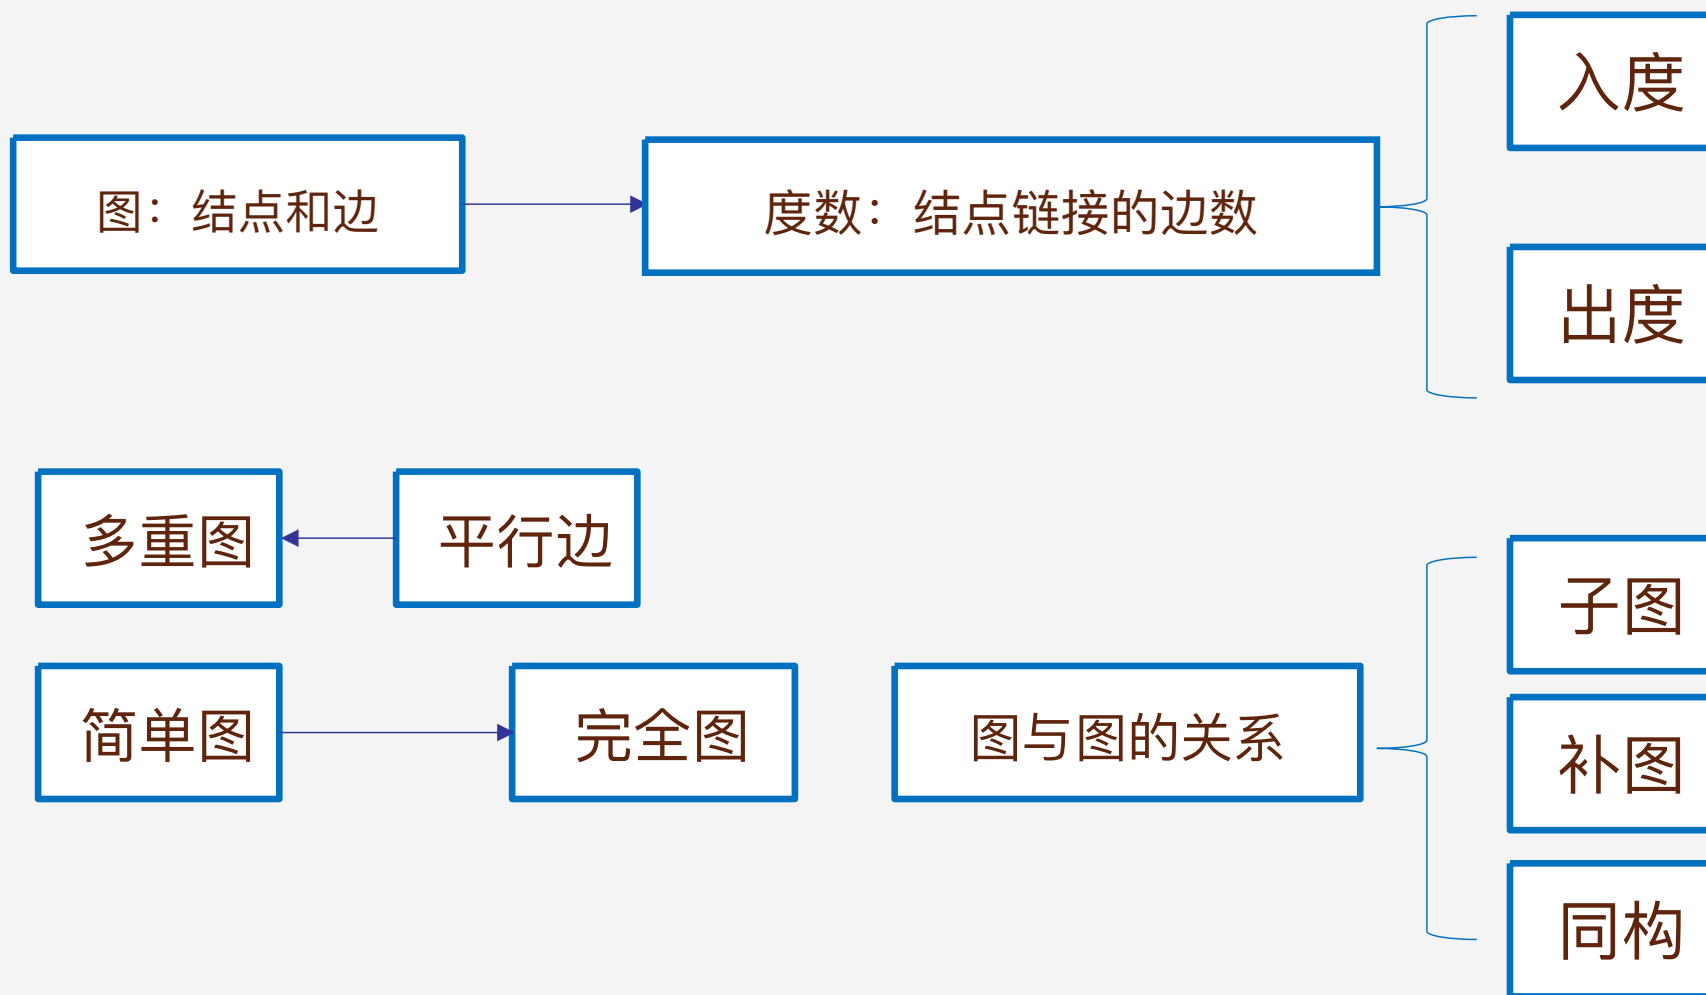 入度
图：结点和边
度数：结点链接的边数
出度
多重图
平行边
子图
简单图
完全图
图与图的关系
补图
同构